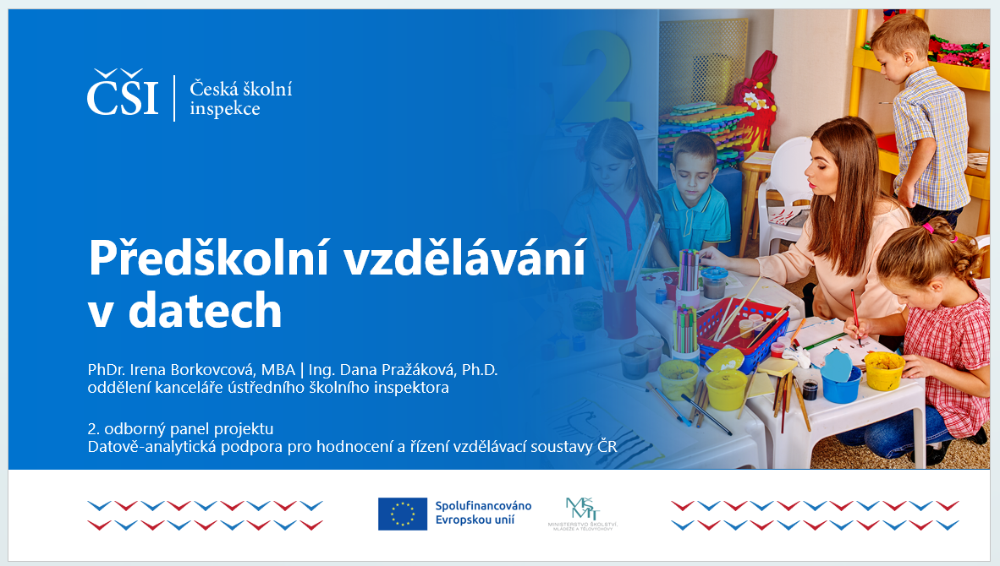 ČŠI
Česká školní
inspekce
2
Předškolní vzdělávání
v datech
PhDr. Irena Borkovcová, MBA | Ing. Dana Pražáková, Ph.D.
oddělení kanceláře ústředního školního inspektora
2. odborný panel projektu
Datově-analytická podpora pro hodnocení a řízení vzdělávací soustavy ČR
Spolufinancováno
Evropskou unií
MŠMT
MINISTERSTVO ŠKOLSTVÍ,
MLÁDEŽE A TĚLOVÝCHOVY